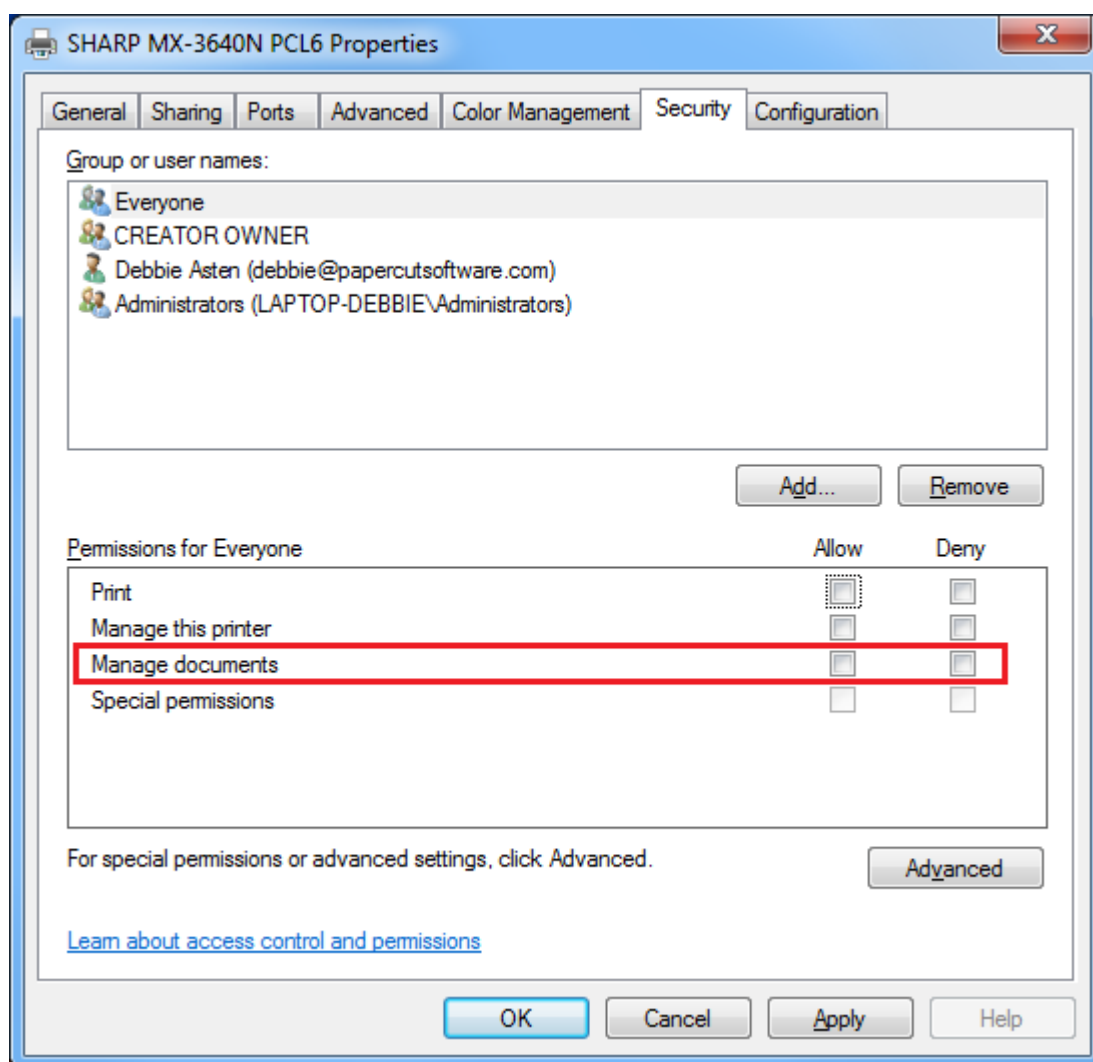 SHARP MX-3640N PCL6 Properties
General Sharing Ports Advanced Color Management Security Configuration
Group or user names:
Everyone
CREATOR OWNER
Debbie Asten (debbie@papercutsoftware.com)
Administrators (LAPTOP-DEBBIE\Administrators)
Add... Remove
Permissions for Everyone Allow Deny
Print
Manage this printer
Manage documents
Special permissions
For special permissions or advanced settings, click Advanced.
Advanced
Learn about access control and permissions
OK Cancel Apply Help